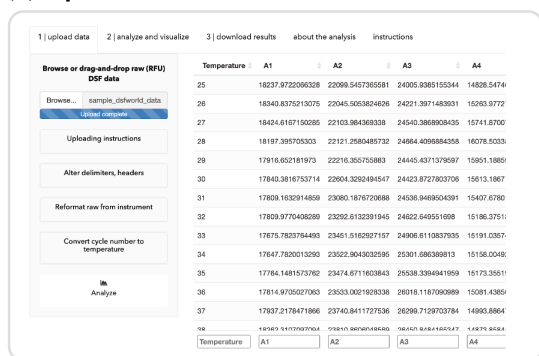 1 | upload data 2 | analyze and visualize 3 | download results about the analysis instructions
Browse or drag-and-drop raw (RFU)
DSF data
Browse... sample_dsfworld_data
Upload complete
Uploading instructions
Alter delimiters, headers
Reformat raw from instrument
Convert cycle number to
temperature
Analyze
Temperature A1 A2 A3 A4
25 18237.9722066328 22099.5457365581 24005.9385155344
26 18340.8375213075 22045.5053824626 24221.3971483931
27 18424.6167150285 22103.984369338 24540.3868908435
28 18197.395705303 22121.2580485732 24664.4096884358
29 17916.652181973 22216.355755883 24445.4371379597
30 17840.3816753714 22604.3292494547 24423.8727803706
31 17809.1632914859 23080.1876720688 24536.9469504391
32 17809.9770408289 23292.6132391945 24622.649551698
33 17675.7823764493 23451.5162927157 24906.6110837935
34 17647.7820013293 23522.9043032595 25301.686389813
35 17784.1481573762 23474.6711603843 25538.3394941959
36 17814.9705027063 23533.0021928338 26018.1187090989
37 17937.2178471866 23740.8411727536 26299.7129703784
Temperature A1 A2 A3 A4